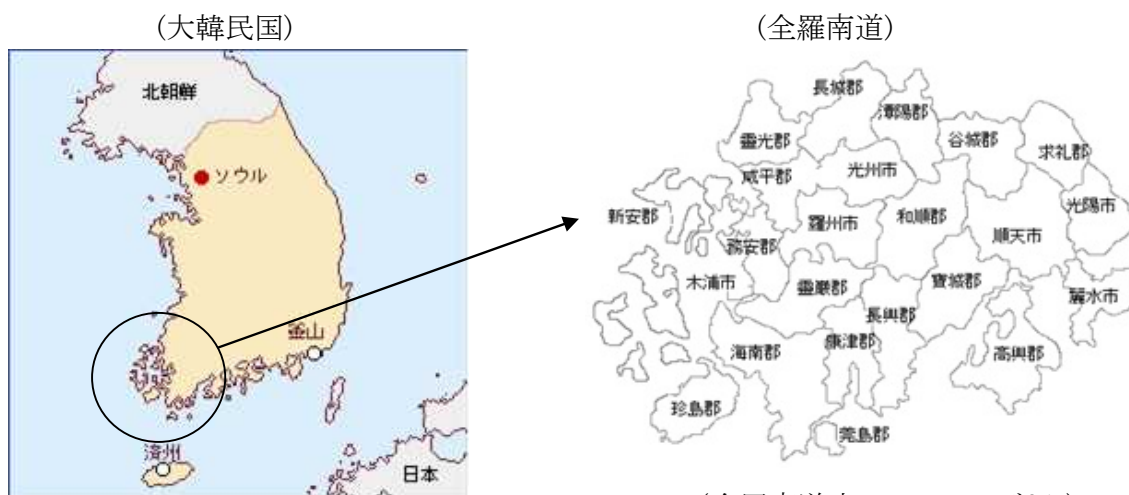 (大韓民国)
(全羅南道)
北朝鮮
ソウル
釜山
済州
日本
長城郡
潭陽郡
谷城郡
求礼郡
靈光郡
光州市
咸平郡
光陽市
新安郡
羅州市
和順郡
順天市
務安郡
木浦市
靈巖郡
寶城郡
麗水市
長興郡
海南郡
康津郡
高興郡
珍島郡
莞島郡